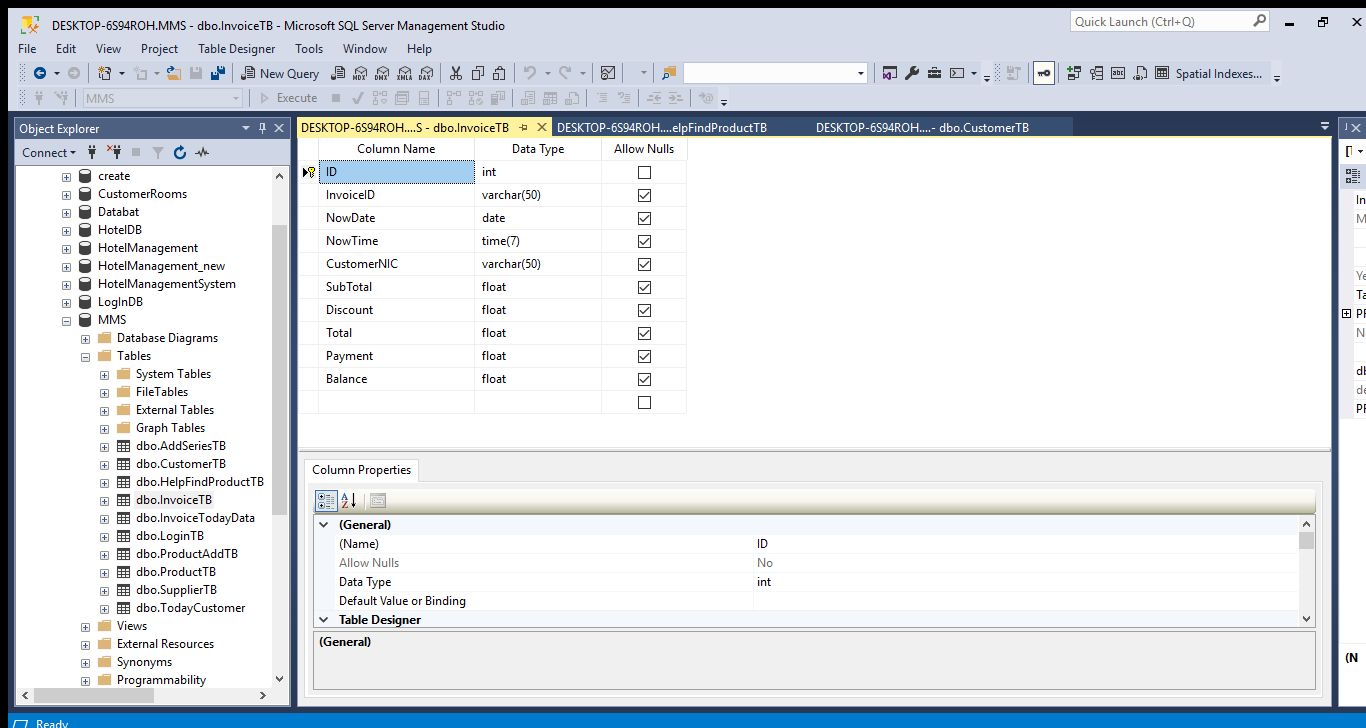 DESKTOP-6S94ROH.MMS - dbo.InvoiceTB - Microsoft SQL Server Management Studio
Quick Launch (Ctrl+Q)
File Edit View Project Table Designer Tools Window Help
New Query MDX DMX XMLA DAX Spatial Indexes...
MMS Execute
Object Explorer
Connect
create
CustomerRooms
Databat
HotelDB
HotelManagement
HotelManagement_new
HotelManagementSystem
LogInDB
MMS
Database Diagrams
Tables
System Tables
FileTables
External Tables
Graph Tables
dbo.AddSeriesTB
dbo.CustomerTB
dbo.HelpFindProductTB
dbo.InvoiceTB
dbo.InvoiceTodayData
dbo.LoginTB
dbo.ProductAddTB
dbo.ProductTB
dbo.SupplierTB
dbo.TodayCustomer
Views
External Resources
Synonyms
Programmability
DESKTOP-6S94ROH....S - dbo.InvoiceTB DESKTOP-6S94ROH....elpFindProductTB DESKTOP-6S94ROH....- dbo.CustomerTB
Column Name Data Type Allow Nulls
ID int
InvoiceID varchar(50)
NowDate date
NowTime time(7)
CustomerNIC varchar(50)
SubTotal float
Discount float
Total float
Payment float
Balance float
Column Properties
(General)
(Name) ID
Allow Nulls No
Data Type int
Default Value or Binding
Table Designer
(General)
In
M
Ye
Ta
PF
N
db
de
PF
(N
Ready